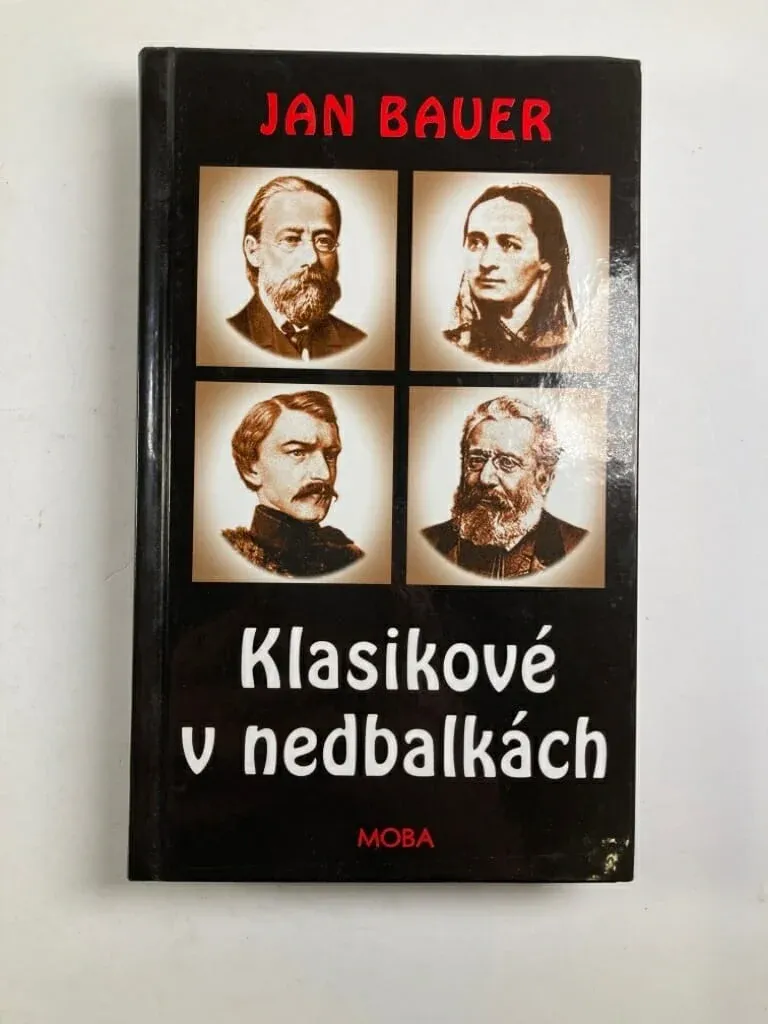 JAN BAUER
Klasikové
v nedbalkách
MOBA